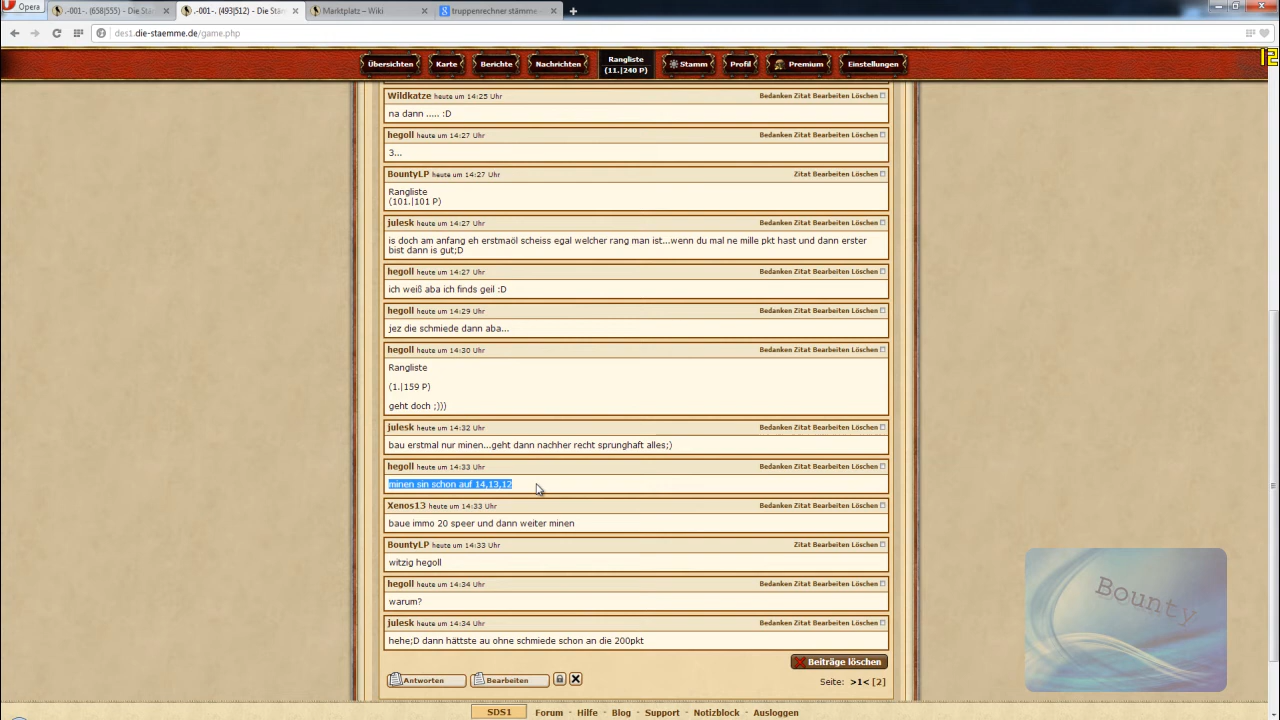 Opera
,-001-. (658|555) - Die Stä
,-001-. (493|512) - Die Stän
Marktplatz – Wiki
truppenrechner stämme
des1.die-staemme.de/game.php
12
Übersichten Karte Berichte Nachrichten Rangliste (11.|240 P) Stamm Profil Premium Einstellungen
Wildkatze heute um 14:25 Uhr Bedanken Zitat Bearbeiten Löschen
na dann ..... :D
hegoll heute um 14:27 Uhr Bedanken Zitat Bearbeiten Löschen
3...
BountyLP heute um 14:27 Uhr Zitat Bearbeiten Löschen
Rangliste
(101.|101 P)
julesk heute um 14:27 Uhr Bedanken Zitat Bearbeiten Löschen
is doch am anfang eh erstmaöl scheiss egal welcher rang man ist...wenn du mal ne mille pkt hast und dann erster
bist dann is gut;D
hegoll heute um 14:27 Uhr Bedanken Zitat Bearbeiten Löschen
ich weiß aba ich finds geil :D
hegoll heute um 14:29 Uhr Bedanken Zitat Bearbeiten Löschen
jez die schmiede dann aba...
hegoll heute um 14:30 Uhr Bedanken Zitat Bearbeiten Löschen
Rangliste
(1.|159 P)
geht doch ;)))
julesk heute um 14:32 Uhr Bedanken Zitat Bearbeiten Löschen
bau erstmal nur minen...geht dann nachher recht sprunghaft alles;)
hegoll heute um 14:33 Uhr Bedanken Zitat Bearbeiten Löschen
minen sin schon auf 14,13,12
Xenos13 heute um 14:33 Uhr Bedanken Zitat Bearbeiten Löschen
baue immo 20 speer und dann weiter minen
BountyLP heute um 14:33 Uhr Zitat Bearbeiten Löschen
witzig hegoll
hegoll heute um 14:34 Uhr Bedanken Zitat Bearbeiten Löschen
warum?
julesk heute um 14:34 Uhr Bedanken Zitat Bearbeiten Löschen
hehe;D dann hättste au ohne schmiede schon an die 200pkt
Beiträge löschen
Antworten Bearbeiten Seite: >1< [2]
Bounty
SDS1 Forum - Hilfe - Blog - Support - Notizblock - Ausloggen